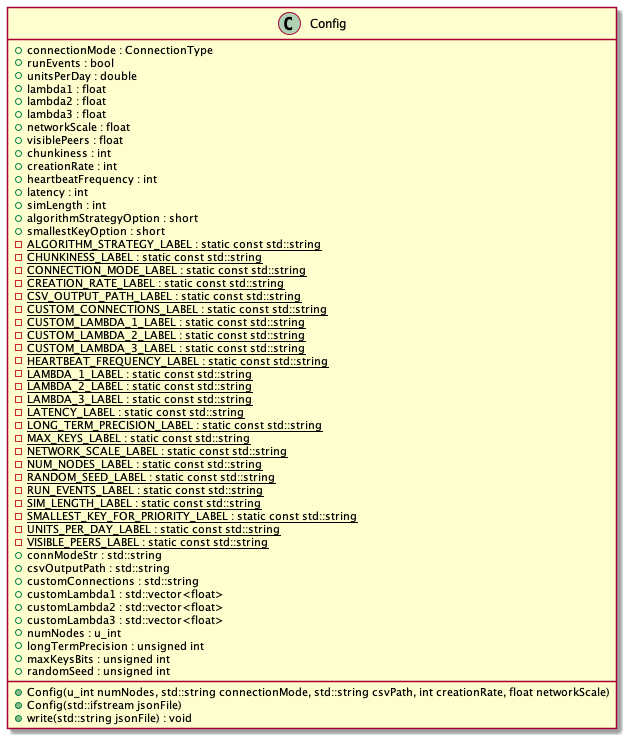 C Config
connectionMode : ConnectionType
runEvents : bool
unitsPerDay : double
lambda1 : float
lambda2 : float
lambda3 : float
networkScale : float
visiblePeers : float
chunkiness : int
creationRate : int
heartbeatFrequency : int
latency : int
simLength : int
algorithmStrategyOption : short
smallestKeyOption : short
ALGORITHM_STRATEGY_LABEL : static const std::string
CHUNKINESS_LABEL : static const std::string
CONNECTION_MODE_LABEL : static const std::string
CREATION_RATE_LABEL : static const std::string
CSV_OUTPUT_PATH_LABEL : static const std::string
CUSTOM_CONNECTIONS_LABEL : static const std::string
CUSTOM_LAMBDA_1_LABEL : static const std::string
CUSTOM_LAMBDA_2_LABEL : static const std::string
CUSTOM_LAMBDA_3_LABEL : static const std::string
HEARTBEAT_FREQUENCY_LABEL : static const std::string
LAMBDA_1_LABEL : static const std::string
LAMBDA_2_LABEL : static const std::string
LAMBDA_3_LABEL : static const std::string
LATENCY_LABEL : static const std::string
LONG_TERM_PRECISION_LABEL : static const std::string
MAX_KEYS_LABEL : static const std::string
NETWORK_SCALE_LABEL : static const std::string
NUM_NODES_LABEL : static const std::string
RANDOM_SEED_LABEL : static const std::string
RUN_EVENTS_LABEL : static const std::string
SIM_LENGTH_LABEL : static const std::string
SMALLEST_KEY_FOR_PRIORITY_LABEL : static const std::string
UNITS_PER_DAY_LABEL : static const std::string
VISIBLE_PEERS_LABEL : static const std::string
connModeStr : std::string
csvOutputPath : std::string
customConnections : std::string
customLambda1 : std::vector<float>
customLambda2 : std::vector<float>
customLambda3 : std::vector<float>
numNodes : u_int
longTermPrecision : unsigned int
maxKeysBits : unsigned int
randomSeed : unsigned int
Config(u_int numNodes, std::string connectionMode, std::string csvPath, int creationRate, float networkScale)
Config(std::ifstream jsonFile)
write(std::string jsonFile) : void